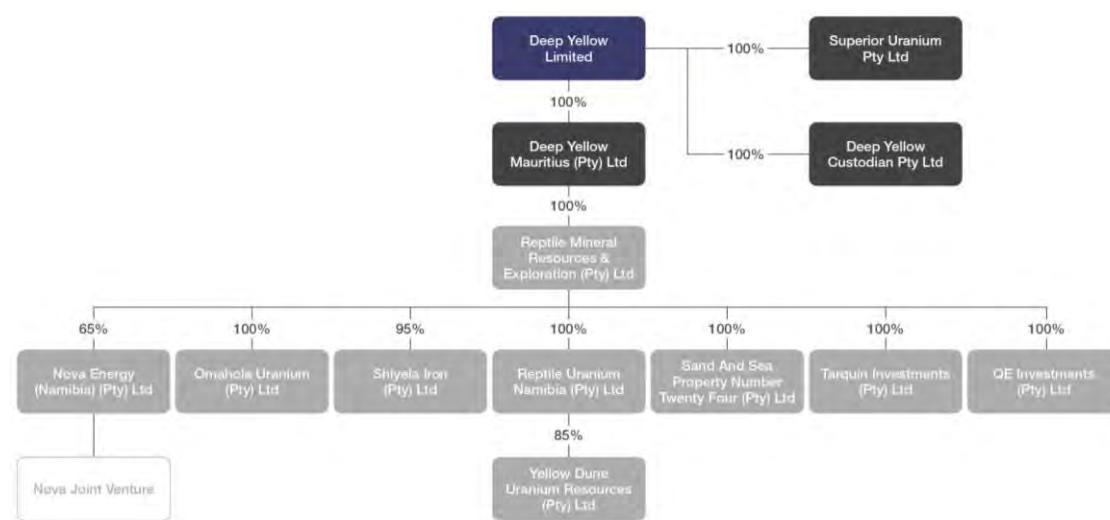 Deep Yellow
Limited
100%
Superior Uranium
Pty Ltd
100%
Deep Yellow
Mauritius (Pty) Ltd
100%
Deep Yellow
Custodian Pty Ltd
100%
Reptile Mineral
Resources &
Exploration (Pty) Ltd
65%
100%
95%
100%
100%
100%
100%
Nova Energy
(Namibia) (Pty) Ltd
Omahola Uranium
(Pty) Ltd
Shiyela Iron
(Pty) Ltd
Reptile Uranium
Namibia (Pty) Ltd
Sand And Sea
Property Number
Twenty Four (Pty) Ltd
Tarquin Investments
(Pty) Ltd
QE Investments
(Pty) Ltd
85%
Nova Joint Venture
Yellow Dune
Uranium Resources
(Pty) Ltd